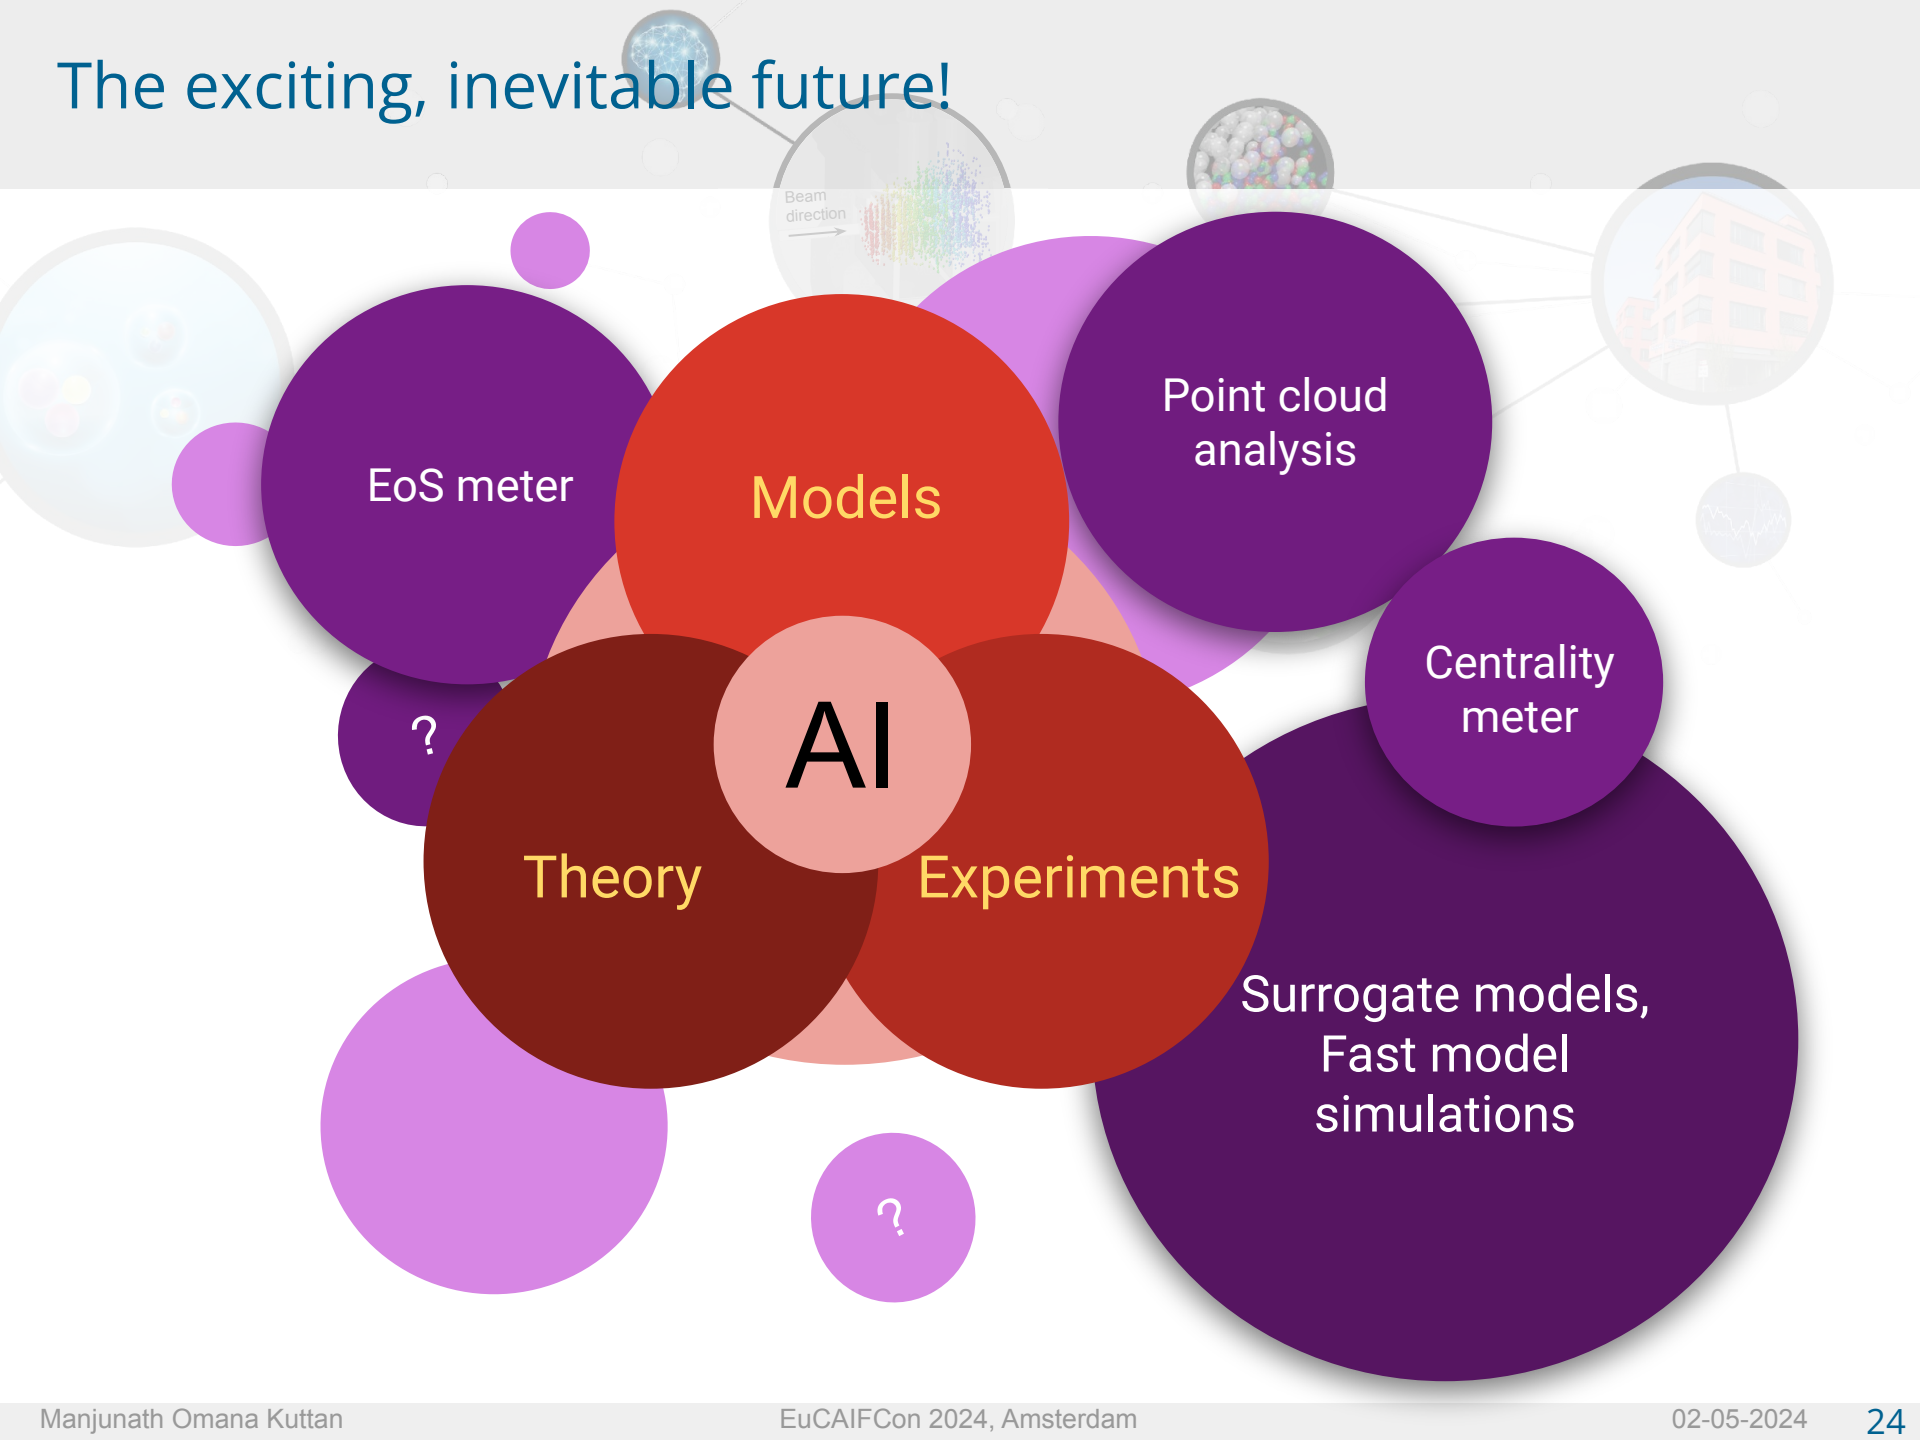 The exciting, inevitable future!
Beam
direction
Point cloud
analysis
EoS meter
Models
Centrality
meter
?
AI
Theory
Experiments
Surrogate models,
Fast model
simulations
?
Manjunath Omana Kuttan
EuCAIFCon 2024, Amsterdam
02-05-2024
24